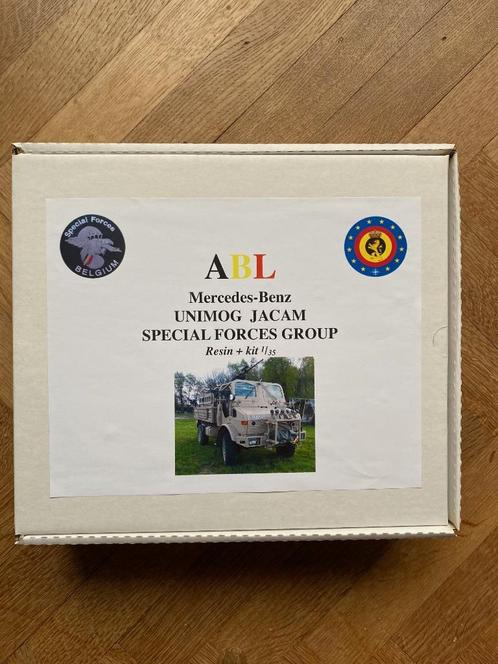 Special Forces
BELGIUM
ABL
Mercedes-Benz
UNIMOG JACAM
SPECIAL FORCES GROUP
Resin + kit 1/35